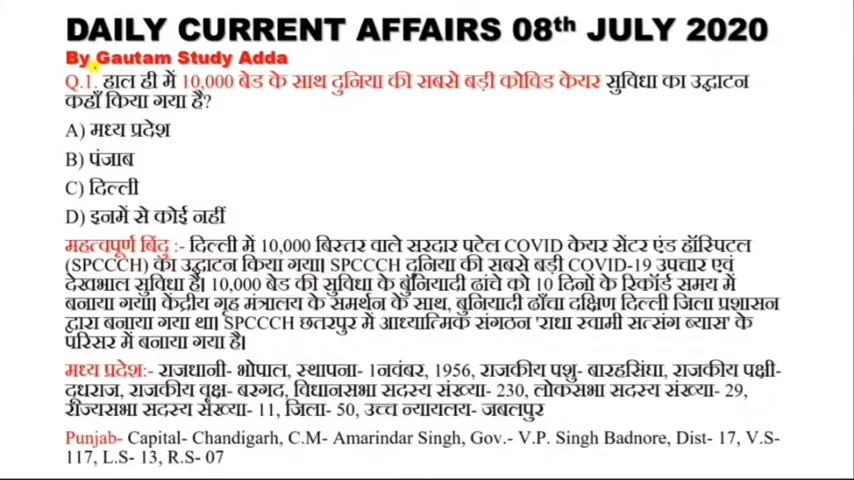 DAILY CURRENT AFFAIRS 08th JULY 2020
By Gautam Study Adda
Q.1. हाल ही में 10,000 बेड के साथ दुनिया की सबसे बड़ी कोविड केयर सुविधा का उद्घाटन
कहाँ किया गया है?
A) मध्य प्रदेश
B) पंजाब
C) दिल्ली
D) इनमें से कोई नहीं
महत्वपूर्ण बिंदु :- दिल्ली में 10,000 बिस्तर वाले सरदार पटेल COVID केयर सेंटर एंड हॉस्पिटल
(SPCCCH) का उद्घाटन किया गया। SPCCCH दुनिया की सबसे बड़ी COVID-19 उपचार एवं
देखभाल सुविधा है। 10,000 बेड की सुविधा के बुनियादी ढांचे को 10 दिनों के रिकॉर्ड समय में
बनाया गया। केंद्रीय गृह मंत्रालय के समर्थन के साथ, बुनियादी ढाँचा दक्षिण दिल्ली जिला प्रशासन
द्वारा बनाया गया था। SPCCCH छतरपुर में आध्यात्मिक संगठन 'राधा स्वामी सत्संग ब्यास' के
परिसर में बनाया गया है।
मध्य प्रदेश:- राजधानी- भोपाल, स्थापना- 1नवंबर, 1956, राजकीय पशु- बारहसिंघा, राजकीय पक्षी-
दूधराज, राजकीय वृक्ष- बरगद, विधानसभा सदस्य संख्या- 230, लोकसभा सदस्य संख्या- 29,
राज्यसभा सदस्य संख्या- 11, जिला- 50, उच्च न्यायलय- जबलपुर
Punjab- Capital- Chandigarh, C.M- Amarindar Singh, Gov.- V.P. Singh Badnore, Dist- 17, V.S-
117, L.S- 13, R.S- 07